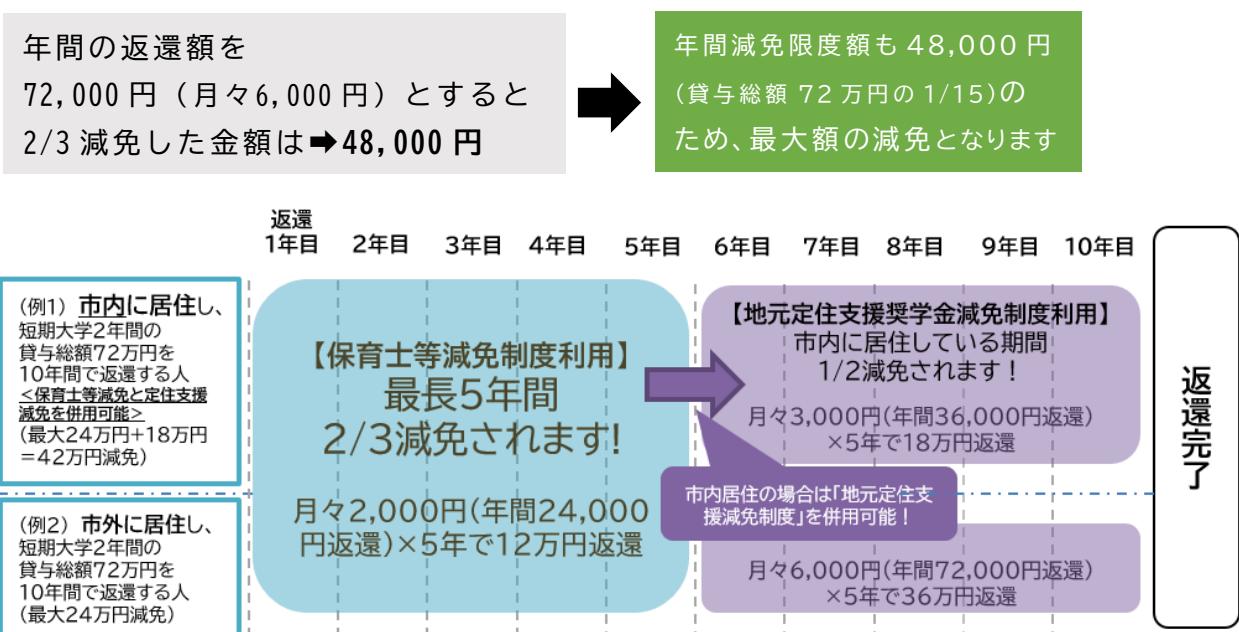 年間の返還額を
72,000円（月々6,000円）とすると
2/3減免した金額は➡48,000円
年間減免限度額も48,000円
(貸与総額72万円の1/15)の
ため、最大額の減免となります
返還
1年目 2年目 3年目 4年目 5年目 6年目 7年目 8年目 9年目 10年目
（例1）市内に居住し、
短期大学2年間の
貸与総額72万円を
10年間で返還する人
<保育士等減免と定住支援
減免を併用可能>
(最大24万円+18万円
=42万円減免）
【保育士等減免制度利用】
最長5年間
2/3減免されます!
月々2,000円(年間24,000
円返還)×5年で12万円返還
【地元定住支援奨学金減免制度利用】
市内に居住している期間
1/2減免されます！
月々3,000円(年間36,000円返還)
×5年で18万円返還
市内居住の場合は「地元定住支
援減免制度」を併用可能！
（例2）市外に居住し、
短期大学2年間の
貸与総額72万円を
10年間で返還する人
(最大24万円減免）
月々6,000円(年間72,000円返還)
×5年で36万円返還
返還完了